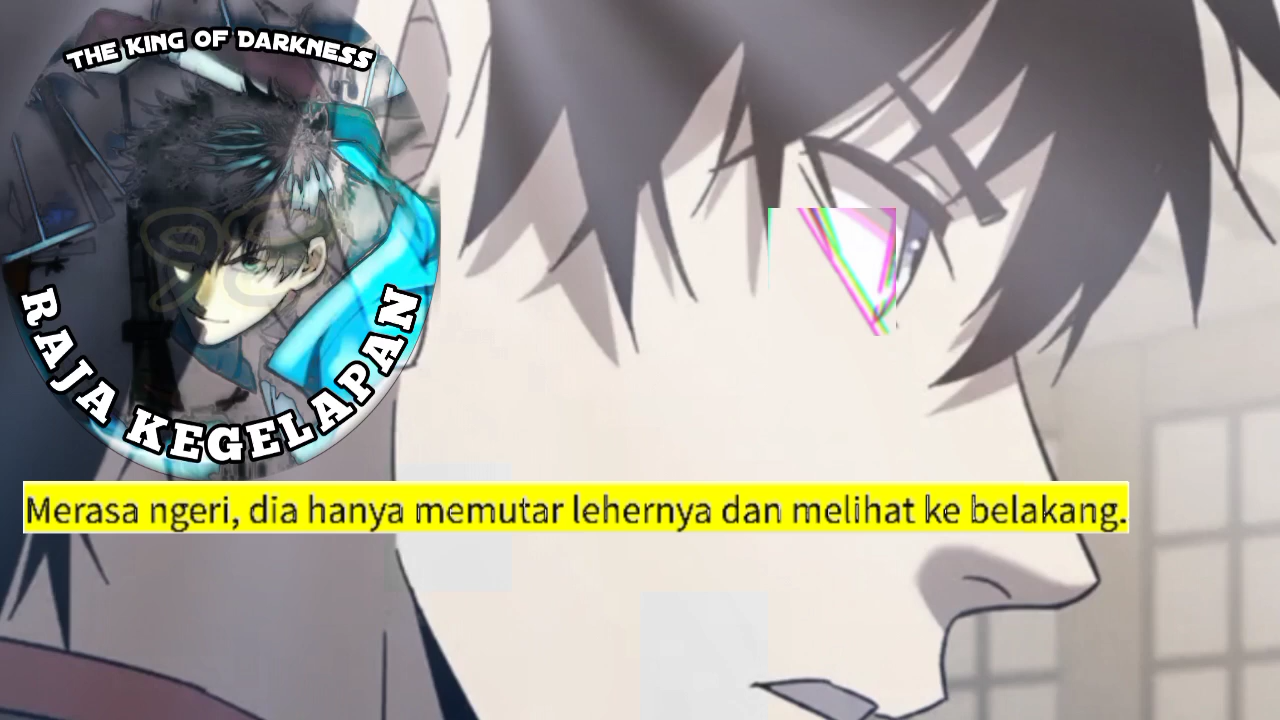 THE KING OF DARKNESS
RAJA KEGELAPAN
Merasa ngeri, dia hanya memutar lehernya dan melihat ke belakang.